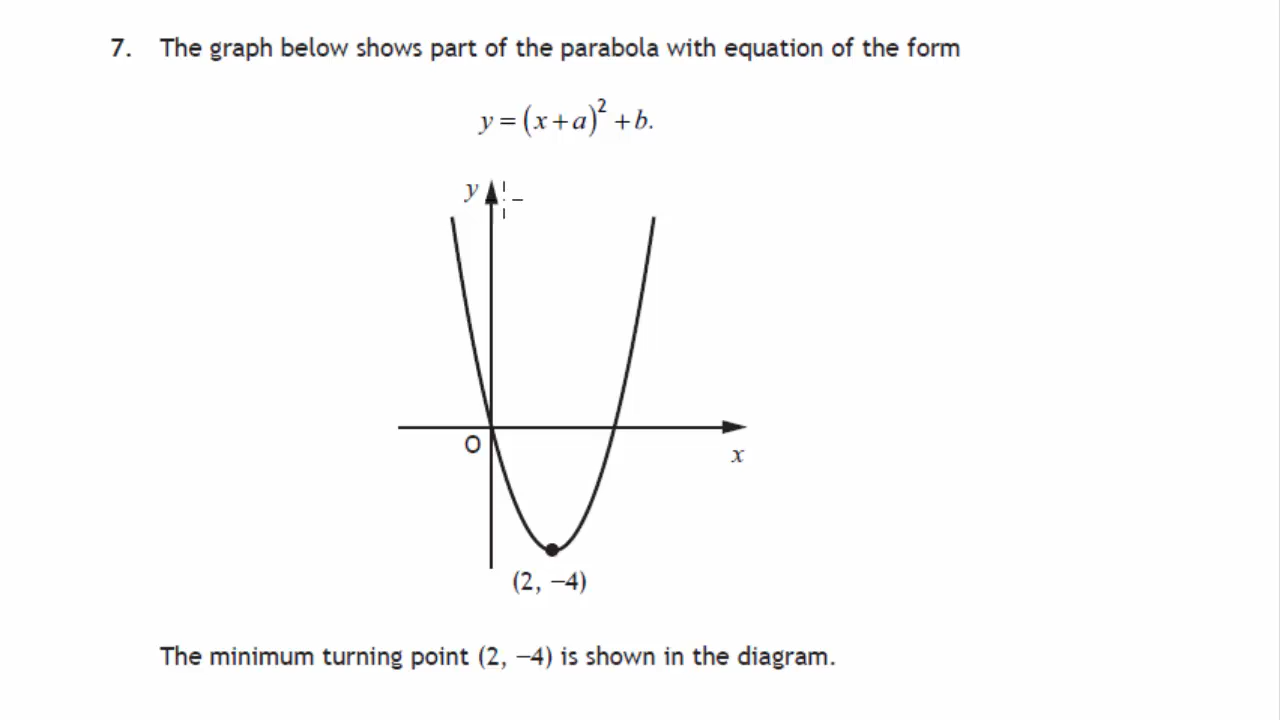 7. The graph below shows part of the parabola with equation of the form
y = (x + a)² + b.
y
O
x
(2, −4)
The minimum turning point (2, −4) is shown in the diagram.